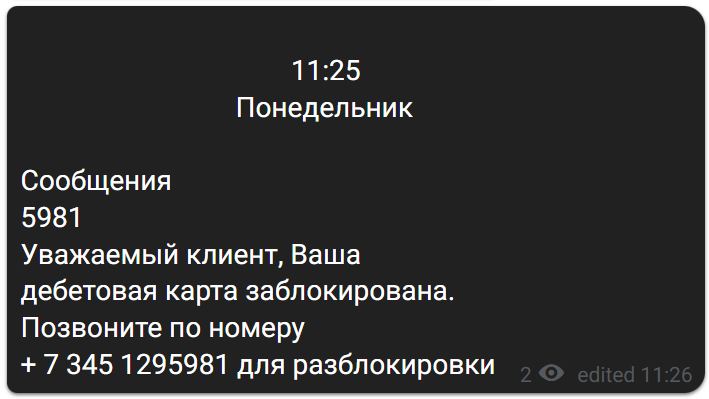 11:25
Понедельник
Сообщения
5981
Уважаемый клиент, Ваша
дебетовая карта заблокирована.
Позвоните по номеру
+ 7 345 1295981 для разблокировки
2 edited 11:26